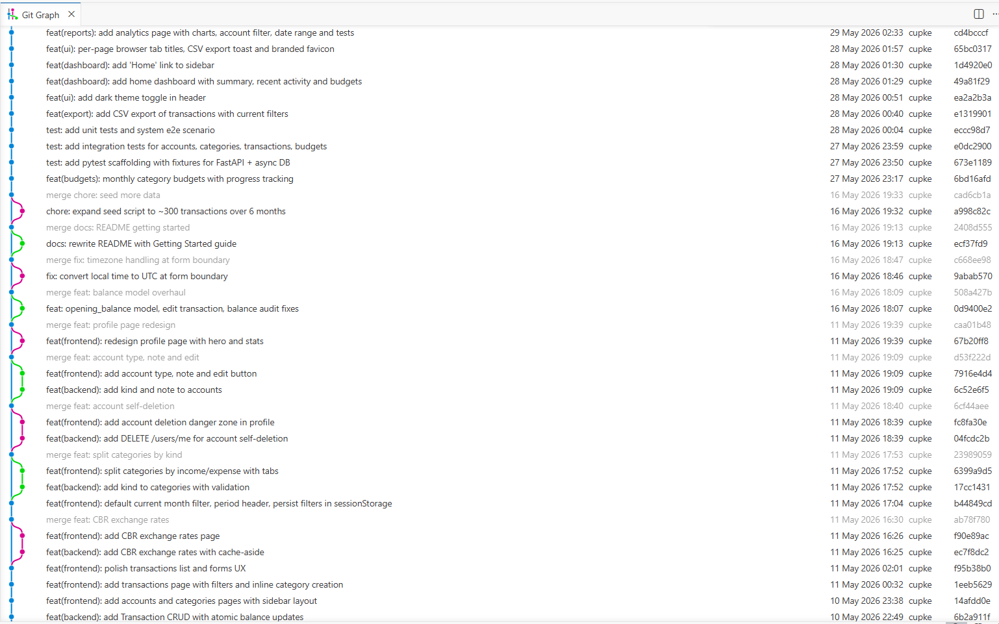 Git Graph
feat(reports): add analytics page with charts, account filter, date range and tests 29 May 2026 02:33 cupke cd4bcccf
feat(ui): per-page browser tab titles, CSV export toast and branded favicon 28 May 2026 01:57 cupke 65bc0317
feat(dashboard): add 'Home' link to sidebar 28 May 2026 01:30 cupke 1d4920e0
feat(dashboard): add home dashboard with summary, recent activity and budgets 28 May 2026 01:29 cupke 49a81f29
feat(ui): add dark theme toggle in header 28 May 2026 00:51 cupke ea2a2b3a
feat(export): add CSV export of transactions with current filters 28 May 2026 00:40 cupke e1319901
test: add unit tests and system e2e scenario 28 May 2026 00:04 cupke eccc98d7
test: add integration tests for accounts, categories, transactions, budgets 27 May 2026 23:59 cupke e0dc2900
test: add pytest scaffolding with fixtures for FastAPI + async DB 27 May 2026 23:50 cupke 673e1189
feat(budgets): monthly category budgets with progress tracking 27 May 2026 23:17 cupke 6bd16afd
merge chore: seed more data 16 May 2026 19:33 cupke cad6cb1a
chore: expand seed script to ~300 transactions over 6 months 16 May 2026 19:32 cupke a998c82c
merge docs: README getting started 16 May 2026 19:13 cupke 2408d555
docs: rewrite README with Getting Started guide 16 May 2026 19:13 cupke ecf37fd9
merge fix: timezone handling at form boundary 16 May 2026 18:47 cupke c668ee98
fix: convert local time to UTC at form boundary 16 May 2026 18:46 cupke 9abab570
merge feat: balance model overhaul 16 May 2026 18:09 cupke 508a427b
feat: opening_balance model, edit transaction, balance audit fixes 16 May 2026 18:07 cupke 0d9400e2
merge feat: profile page redesign 11 May 2026 19:39 cupke caa01b48
feat(frontend): redesign profile page with hero and stats 11 May 2026 19:39 cupke 67b20ff8
merge feat: account type, note and edit 11 May 2026 19:09 cupke d53f222d
feat(frontend): add account type, note and edit button 11 May 2026 19:09 cupke 7916e4d4
feat(backend): add kind and note to accounts 11 May 2026 19:09 cupke 6c52e6f5
merge feat: account self-deletion 11 May 2026 18:40 cupke 6cf44aee
feat(frontend): add account deletion danger zone in profile 11 May 2026 18:39 cupke fc8fa30e
feat(backend): add DELETE /users/me for account self-deletion 11 May 2026 18:39 cupke 04fcdc2b
merge feat: split categories by kind 11 May 2026 17:53 cupke 23989059
feat(frontend): split categories by income/expense with tabs 11 May 2026 17:52 cupke 6399a9d5
feat(backend): add kind to categories with validation 11 May 2026 17:52 cupke 17cc1431
feat(frontend): default current month filter, period header, persist filters in sessionStorage 11 May 2026 17:04 cupke b44849cd
merge feat: CBR exchange rates 11 May 2026 16:30 cupke ab78f780
feat(frontend): add CBR exchange rates page 11 May 2026 16:26 cupke f90e89ac
feat(backend): add CBR exchange rates with cache-aside 11 May 2026 16:25 cupke ec7f8dc2
feat(frontend): polish transactions list and forms UX 11 May 2026 02:01 cupke f95b38b0
feat(frontend): add transactions page with filters and inline category creation 11 May 2026 00:32 cupke 1eeb5629
feat(frontend): add accounts and categories pages with sidebar layout 10 May 2026 23:38 cupke 14afdd0e
feat(backend): add Transaction CRUD with atomic balance updates 10 May 2026 22:49 cupke 6b2a911f